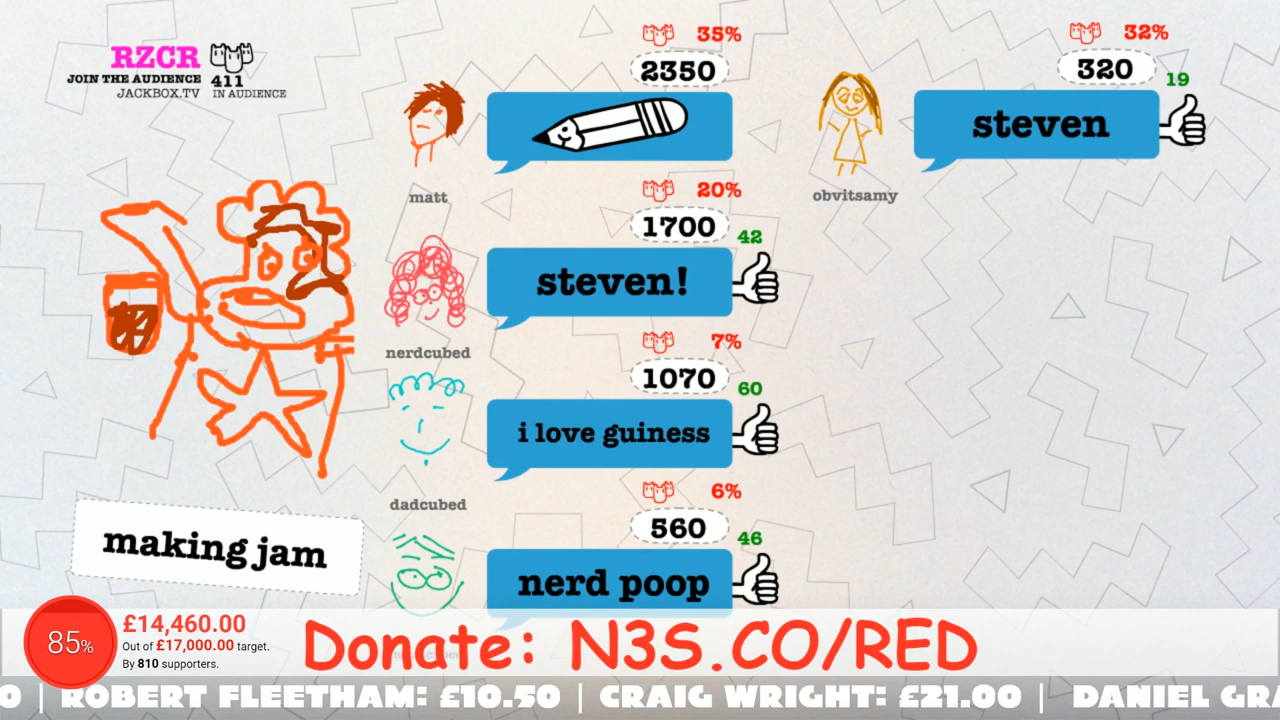 RZCR
JOIN THE AUDIENCE
JACKBOX.TV
411
IN AUDIENCE
making jam
35%
2350
matt
20%
1700
42
steven!
nerdcubed
7%
1070
60
i love guiness
dadcubed
6%
560
46
nerd poop
32%
320
19
steven
obvitsamy
85%
£14,460.00
Out of £17,000.00 target.
By 810 supporters.
Donate: N3S.CO/RED
0 | ROBERT FLEETHAM: £10.50 | CRAIG WRIGHT: £21.00 | DANIEL GRA